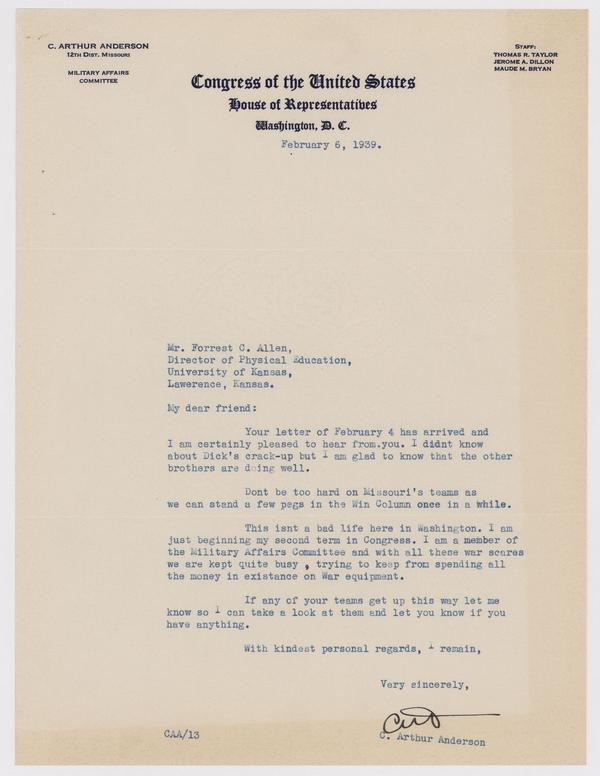 C. ARTHUR ANDERSON
12TH DIST. MISSOURI
MILITARY AFFAIRS
COMMITTEE
STAFF:
THOMAS R. TAYLOR
JEROME A. DILLON
MAUDE M. BRYAN
Congress of the United States
House of Representatives
Washington, D. C.
February 6, 1939.
Mr. Forrest C. Allen,
Director of Physical Education,
University of Kansas,
Lawerence, Kansas.
My dear friend:
Your letter of February 4 has arrived and
I am certainly pleased to hear from.you. I didnt know
about Dick's crack-up but I am glad to know that the other
brothers are doing well.
Dont be too hard on Missouri's teams as
we can stand a few pegs in the Win Column once in a while.
This isnt a bad life here in Washington. I am
just beginning my second term in Congress. I am a member of
the Military Affairs Committee and with all these war scares
we are kept quite busy , trying to keep from spending all
the money in existance on War equipment.
If any of your teams get up this way let me
know so I can take a look at them and let you know if you
have anything.
With kindest personal regards, I remain,
Very sincerely,
C. Arthur Anderson
CAA/13